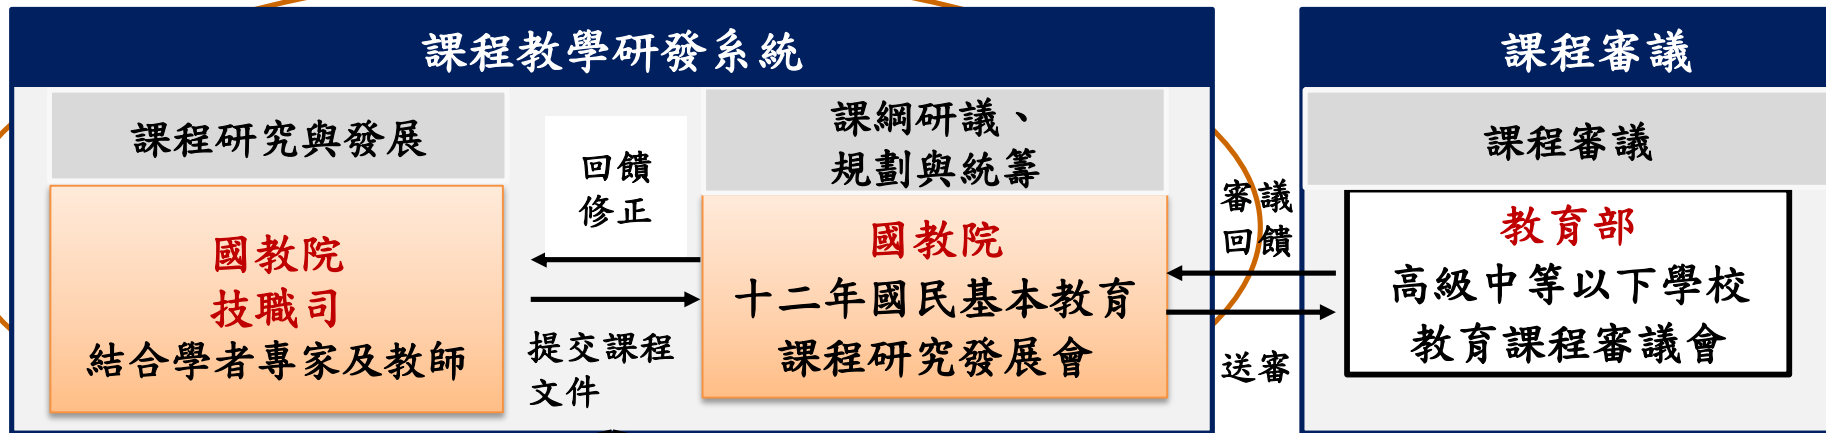 課程教學研發系統
課程研究與發展
國教院
技職司
結合學者專家及教師
回饋
修正
提交課程
文件
課綱研議、
規劃與統籌
國教院
十二年國民基本教育
課程研究發展會
審議
回饋
送審
課程審議
課程審議
教育部
高級中等以下學校
教育課程審議會